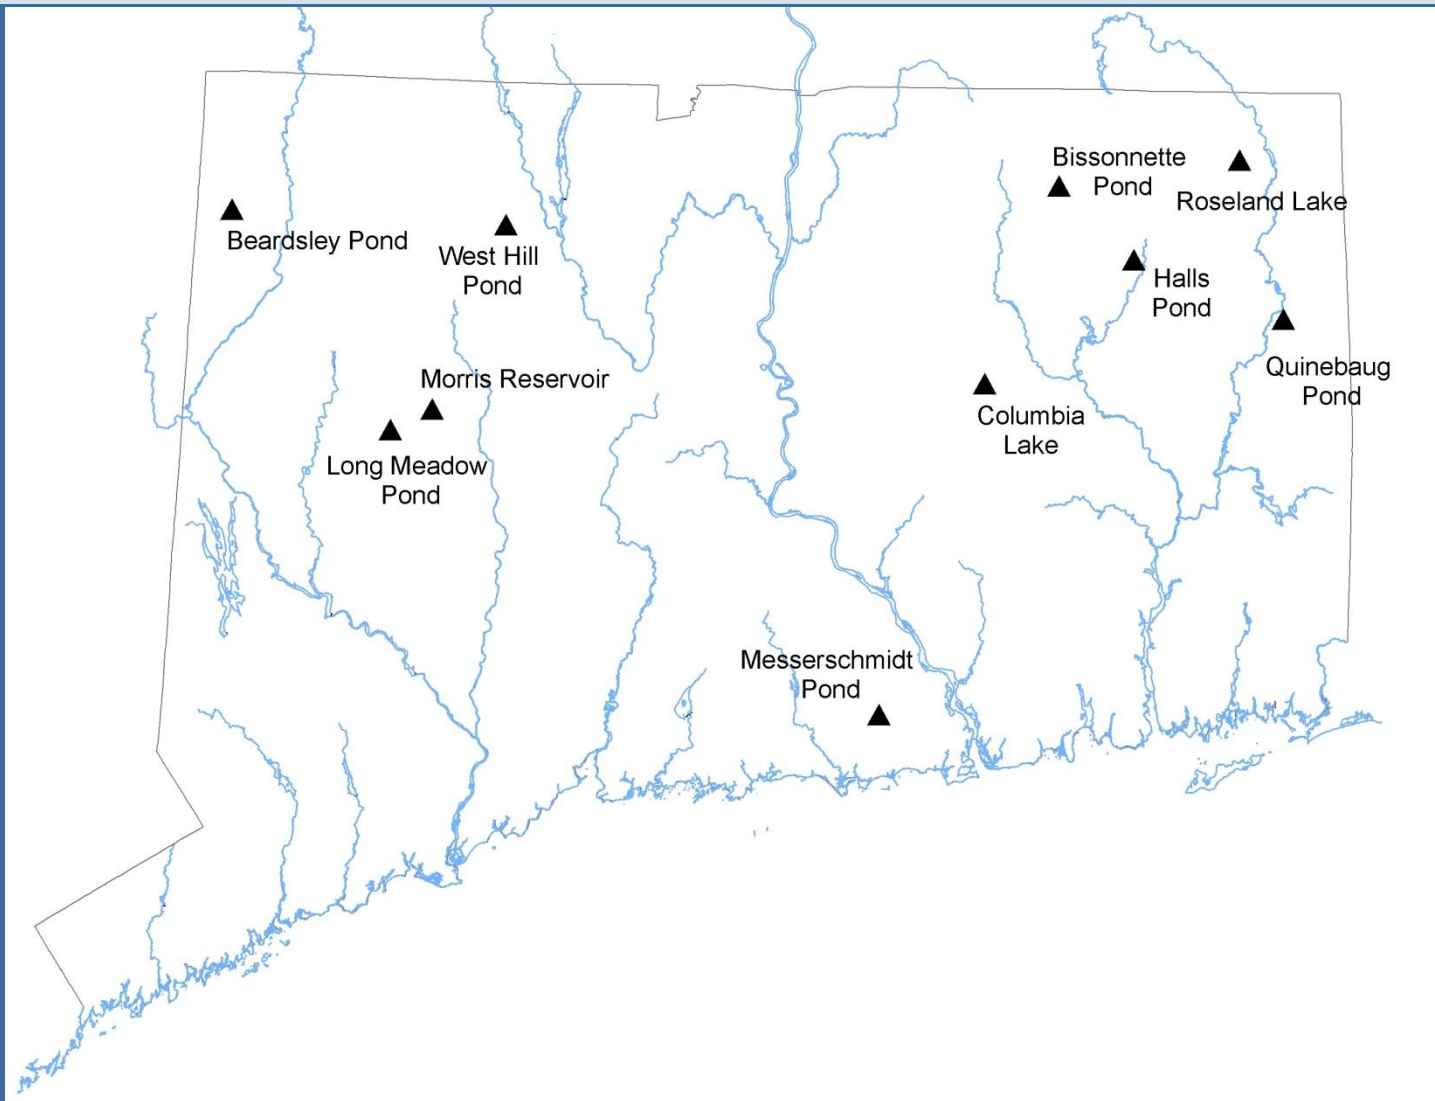 Bissonnette
Pond
Roseland Lake
Beardsley Pond
West Hill
Pond
Halls
Pond
Quinebaug
Pond
Morris Reservoir
Columbia
Lake
Long Meadow
Pond
Messerschmidt
Pond